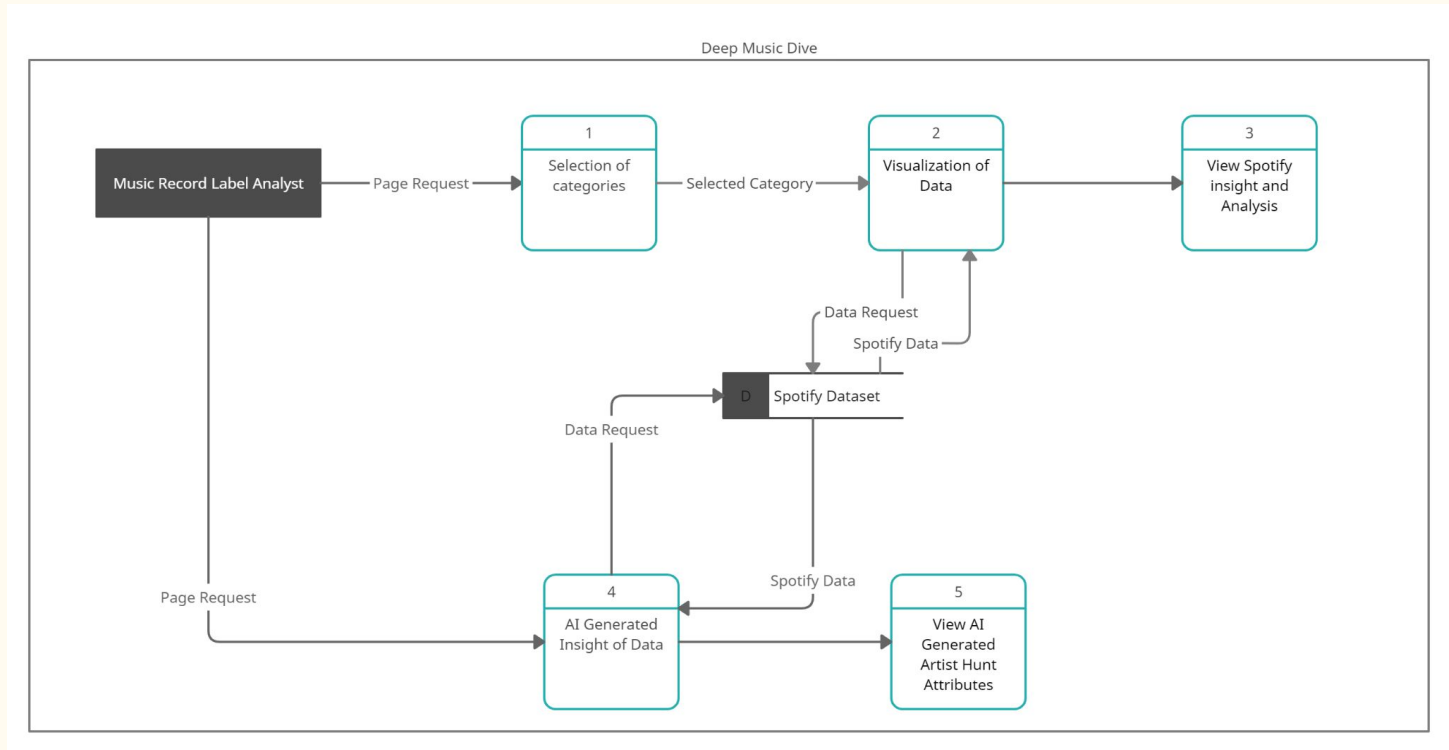 Deep Music Dive
Music Record Label Analyst
Page Request
1
Selection of
categories
Selected Category
2
Visualization of
Data
3
View Spotify
insight and
Analysis
Data Request
Spotify Data
D
Spotify Dataset
Data Request
Spotify Data
Page Request
4
AI Generated
Insight of Data
5
View AI
Generated
Artist Hunt
Attributes